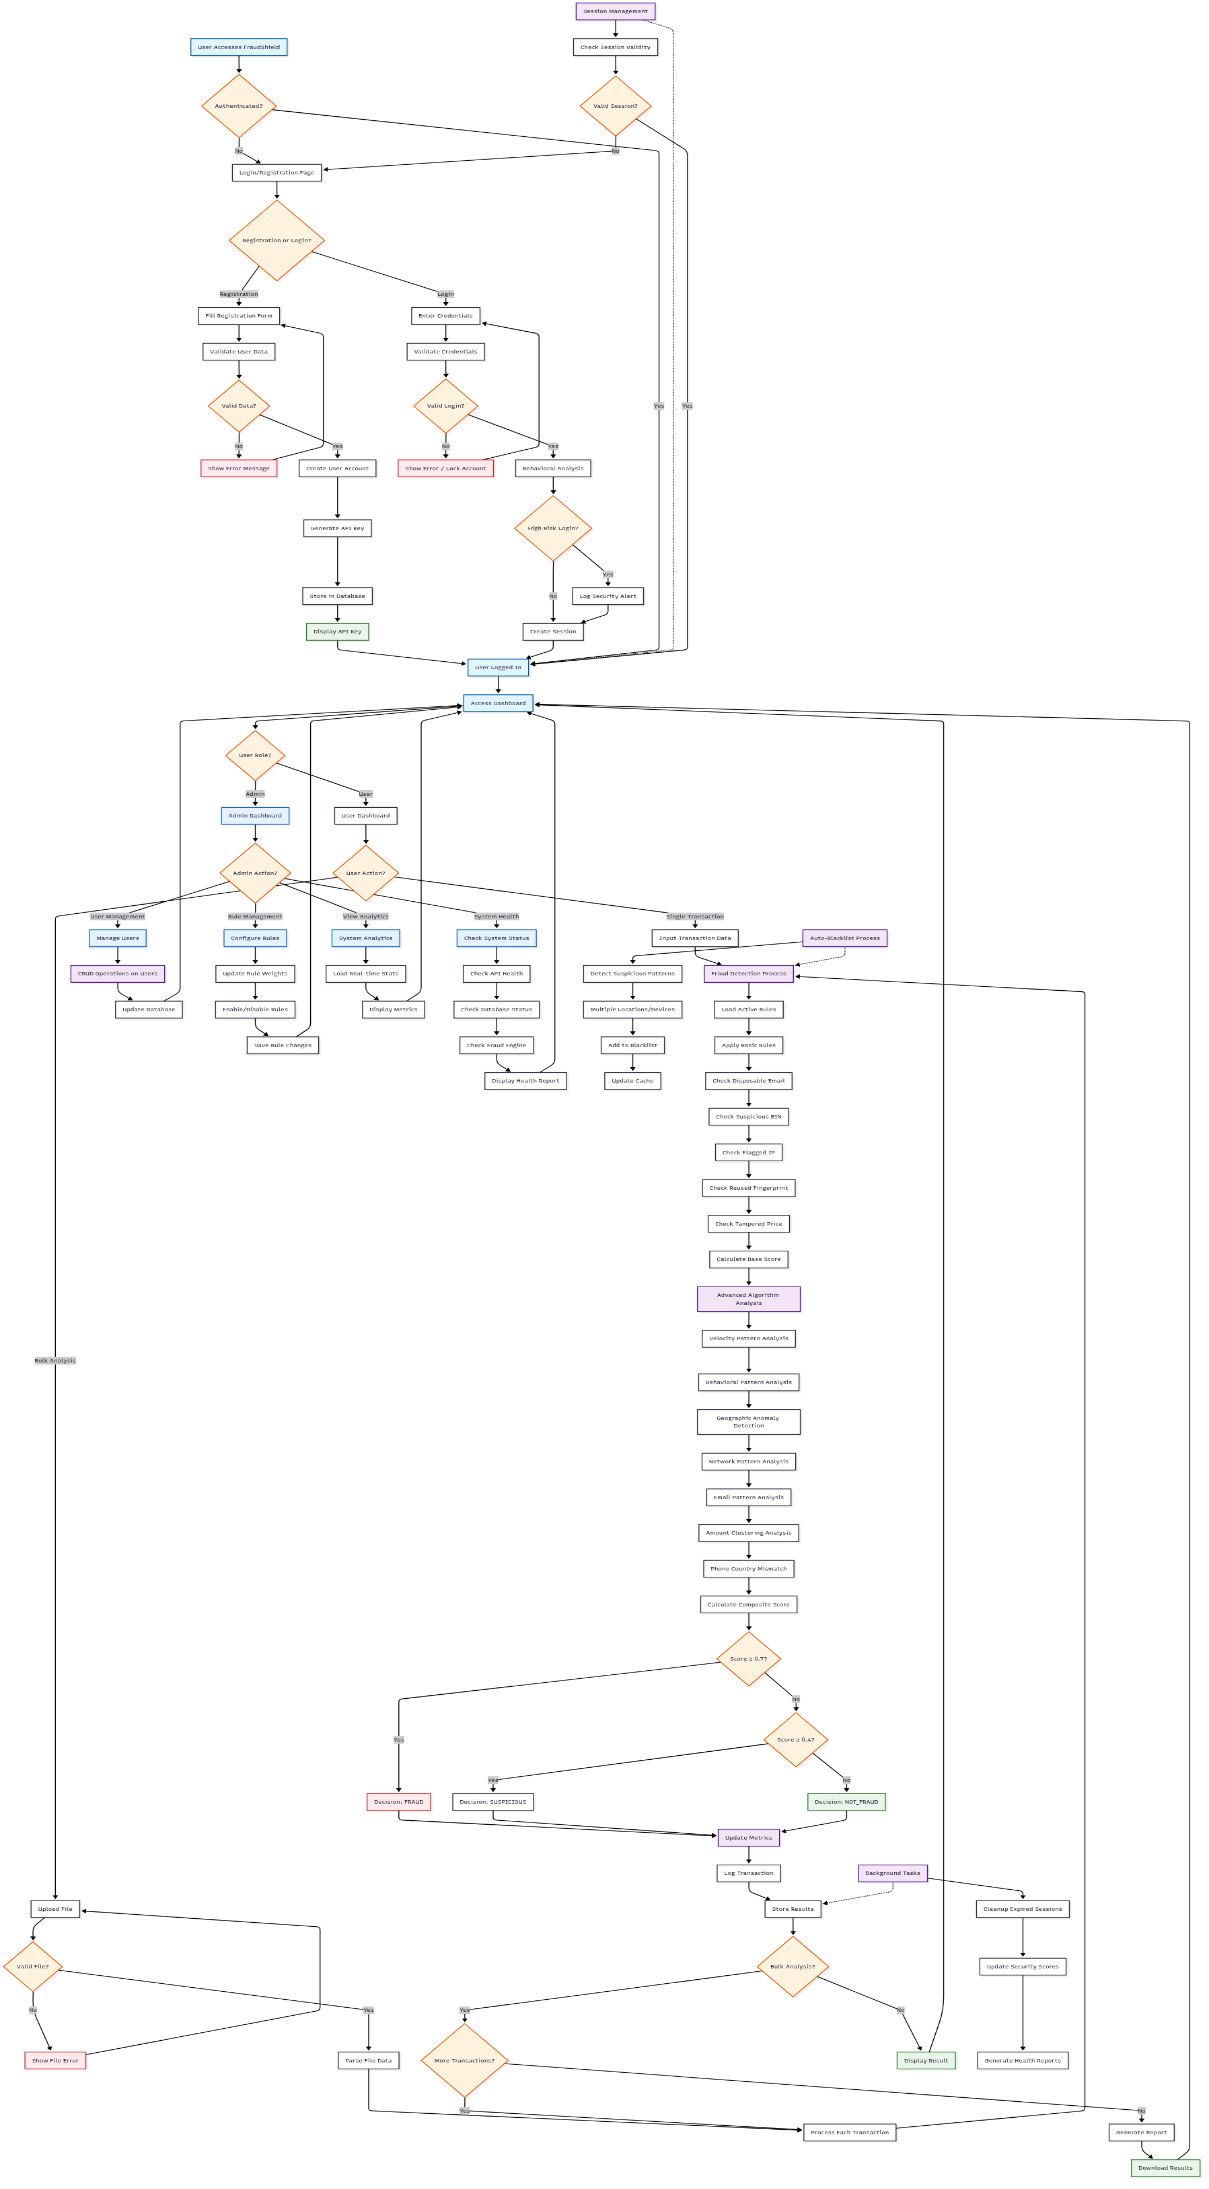 Session Management
User Accesses FraudShield
Check Session Validity
Authenticated?
Valid Session?
No
No
Login/Registration Page
Registration or Login?
Registration
Login
Fill Registration Form
Enter Credentials
Validate User Data
Validate Credentials
Valid Data?
Valid Login?
Yes
Yes
No
Yes
No
Yes
Show Error Message
Create User Account
Show Error / Lock Account
Behavioral Analysis
Generate API Key
High Risk Login?
Yes
Store in Database
No
Log Security Alert
Display API Key
Create Session
User Logged In
Access Dashboard
User Role?
Admin
User
Admin Dashboard
User Dashboard
Admin Action?
User Action?
User Management
Rule Management
View Analytics
System Health
Single Transaction
Manage Users
Configure Rules
System Analytics
Check System Status
Input Transaction Data
Auto-Blacklist Process
CRUD Operations on Users
Update Rule Weights
Load Real-time Stats
Check API Health
Detect Suspicious Patterns
Fraud Detection Process
Update Database
Enable/Disable Rules
Display Metrics
Check Database Status
Multiple Locations/Devices
Load Active Rules
Save Rule Changes
Check Fraud Engine
Add to Blacklist
Apply Basic Rules
Display Health Report
Update Cache
Check Disposable Email
Check Suspicious BIN
Check Flagged IP
Check Reused Fingerprint
Check Tampered Price
Calculate Base Score
Advanced Algorithm
Analysis
Velocity Pattern Analysis
Bulk Analysis
Behavioral Pattern Analysis
Geographic Anomaly
Detection
Network Pattern Analysis
Email Pattern Analysis
Amount Clustering Analysis
Phone Country Mismatch
Calculate Composite Score
Score ≥ 0.7?
No
Yes
Score ≥ 0.4?
Yes
No
Decision: FRAUD
Decision: SUSPICIOUS
Decision: NOT_FRAUD
Update Metrics
Log Transaction
Background Tasks
Upload File
Store Results
Cleanup Expired Sessions
Valid File?
Bulk Analysis?
Update Security Scores
No
Yes
Yes
No
Show File Error
Parse File Data
More Transactions?
Display Result
Generate Health Reports
Yes
No
Process Each Transaction
Generate Report
Download Results